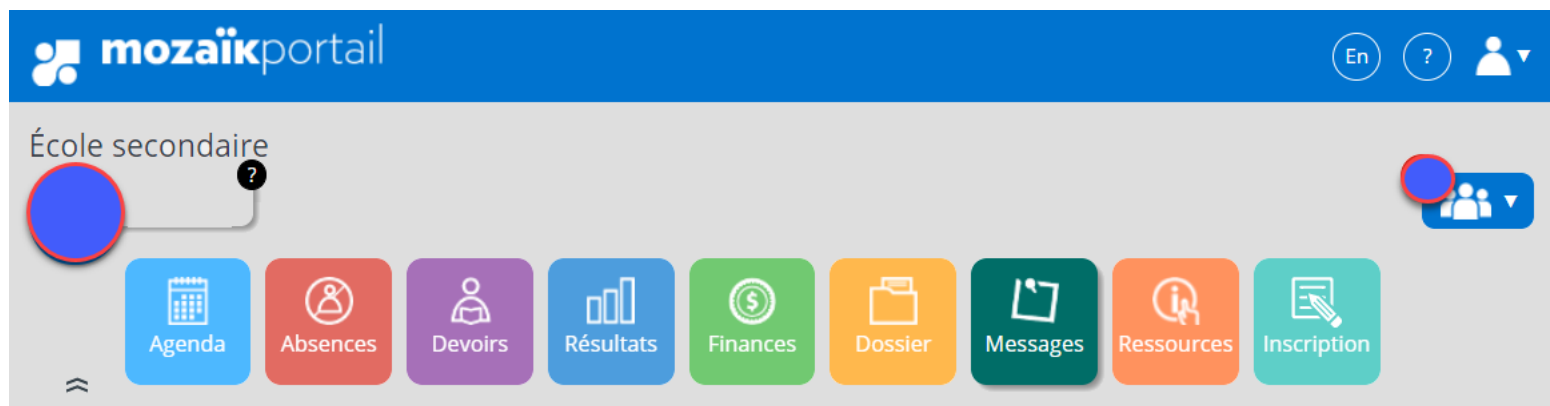 mozaïkportail
En ?
École secondaire
?
Agenda Absences Devoirs Résultats Finances Dossier Messages Ressources Inscription